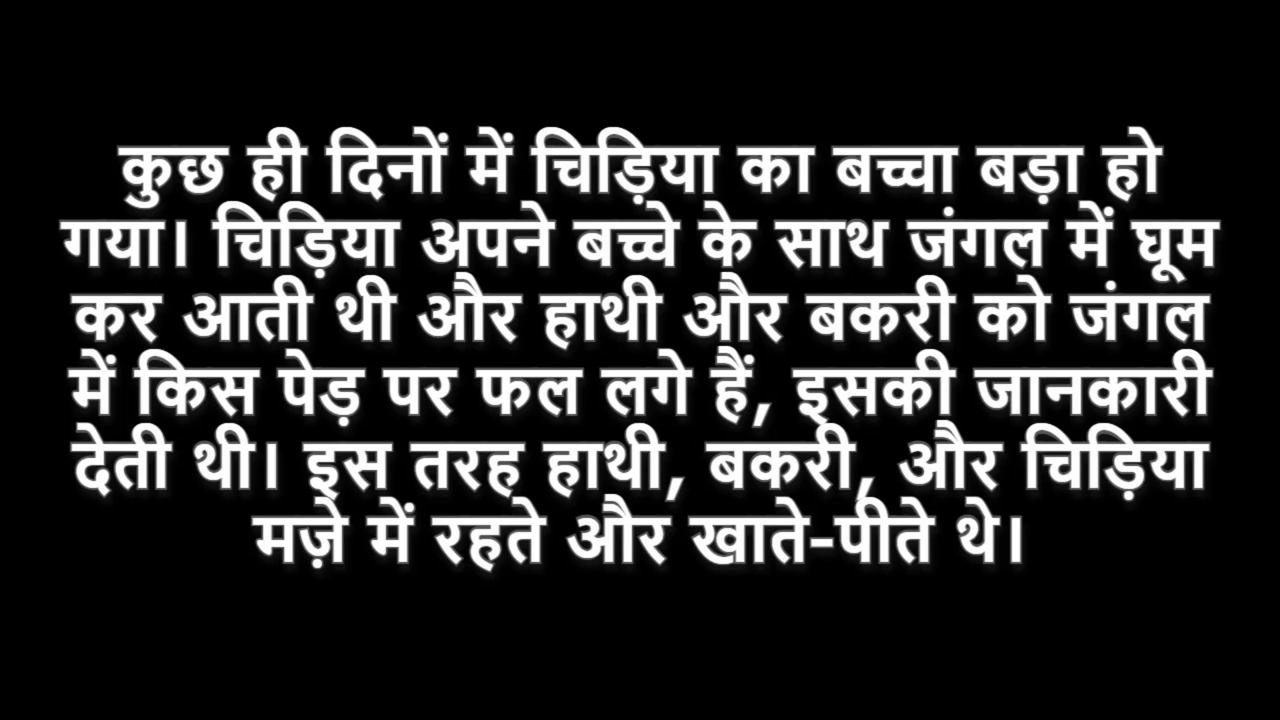 कुछ ही दिनों में चिड़िया का बच्चा बड़ा हो
गया। चिड़िया अपने बच्चे के साथ जंगल में घूम
कर आती थी और हाथी और बकरी को जंगल
में किस पेड़ पर फल लगे हैं, इसकी जानकारी
देती थी। इस तरह हाथी, बकरी, और चिड़िया
मज़े में रहते और खाते-पीते थे।